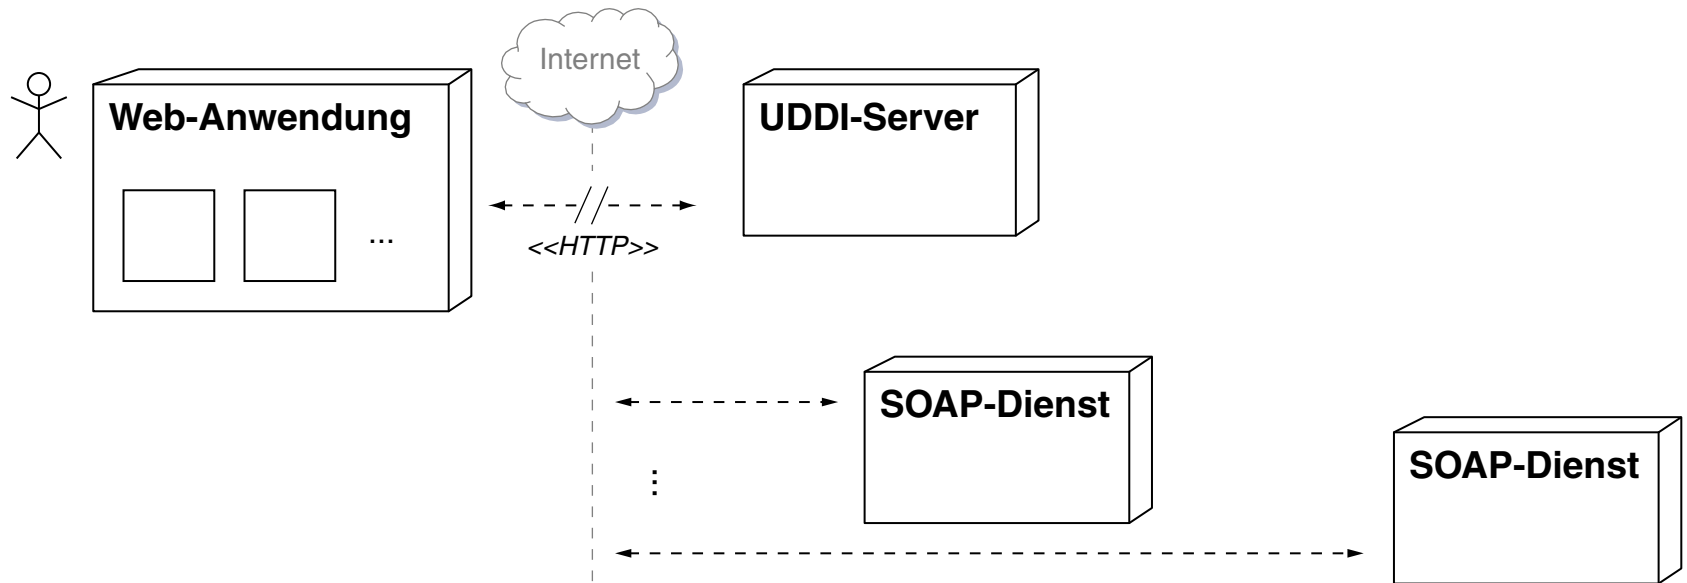 Internet
Web-Anwendung
UDDI-Server
...
<<HTTP>>
SOAP-Dienst
...
SOAP-Dienst